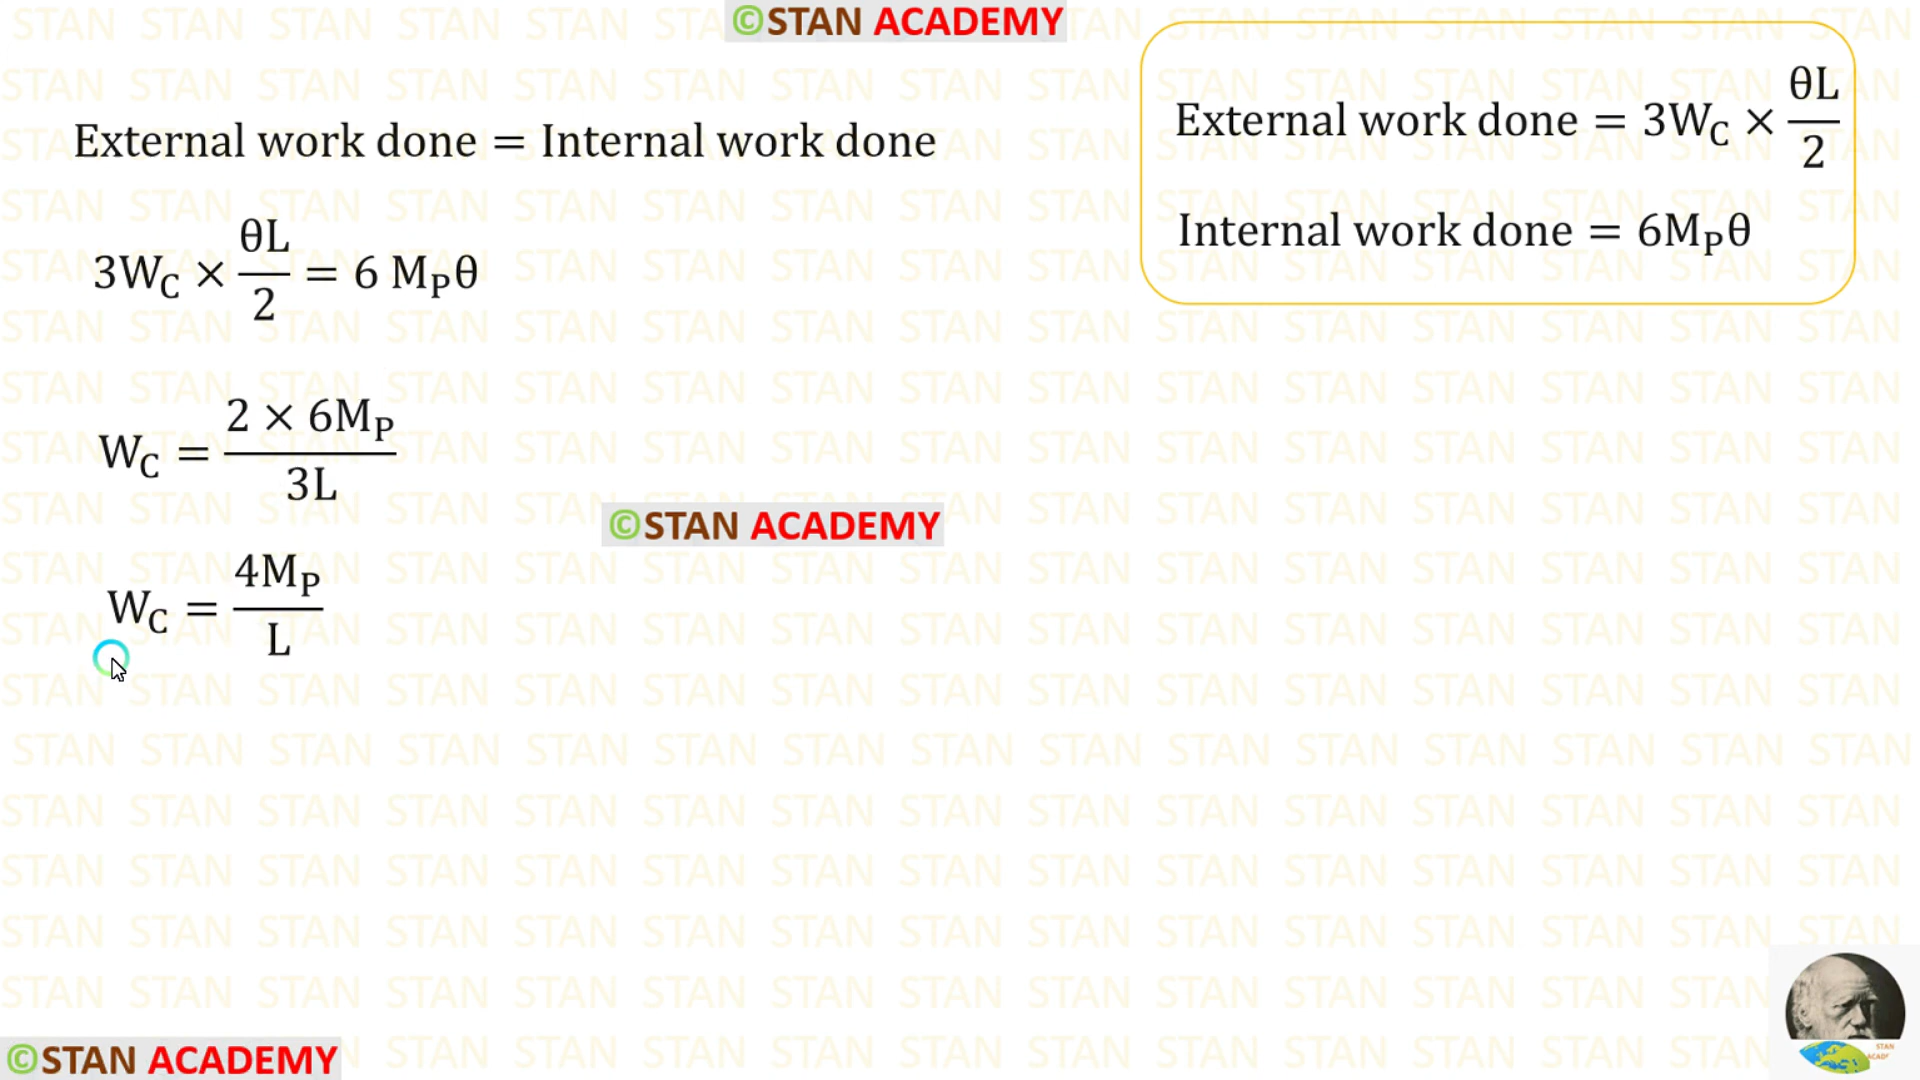 ©STAN ACADEMY
External work done = Internal work done
3W_C × θL/2 = 6 M_Pθ
W_C = 2 × 6M_P / 3L
W_C = 4M_P / L
External work done = 3W_C × θL/2
Internal work done = 6M_Pθ
©STAN ACADEMY
©STAN ACADEMY
STAN